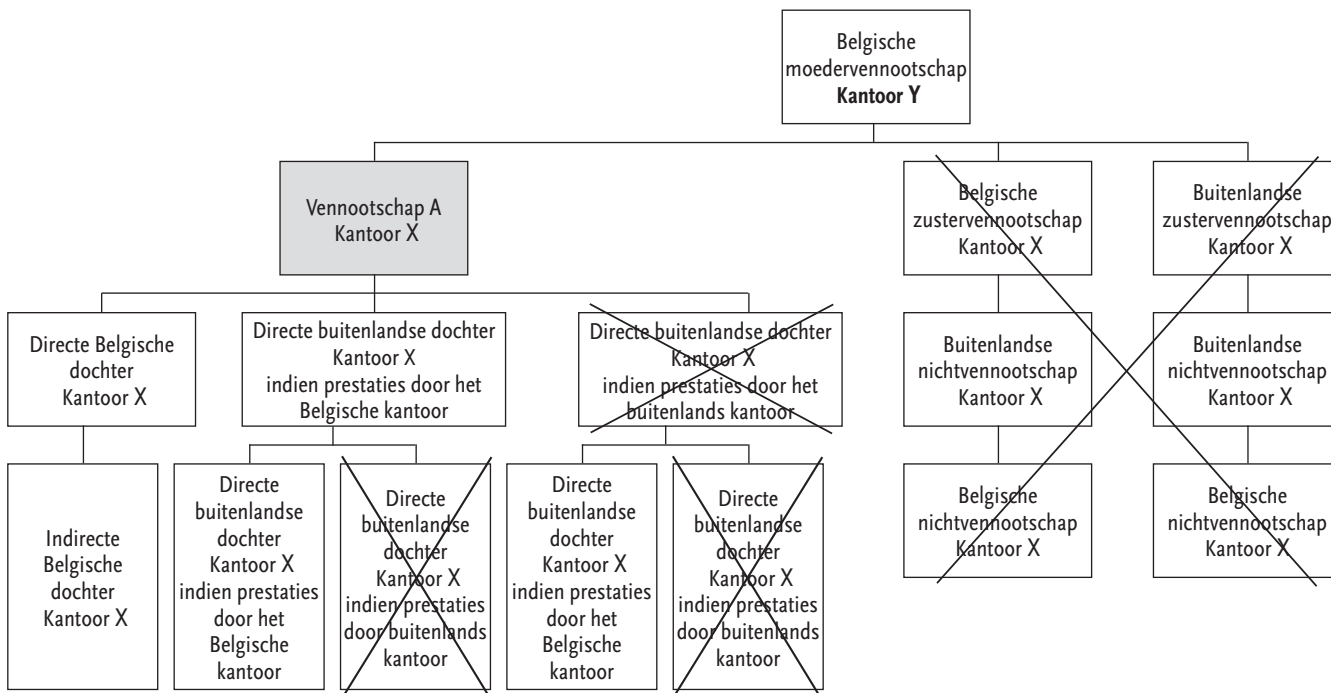 Belgische
moedervennootschap
Kantoor Y
Vennootschap A
Kantoor X
Belgische
zustervennootschap
Kantoor X
Buitenlandse
zustervennootschap
Kantoor X
Directe Belgische
dochter
Kantoor X
Directe buitenlandse dochter
Kantoor X
indien prestaties door het
Belgische kantoor
Directe buitenlandse dochter
Kantoor X
indien prestaties door het
buitenlands kantoor
Buitenlandse
nichtvennootschap
Kantoor X
Buitenlandse
nichtvennootschap
Kantoor X
Indirecte
Belgische
dochter
Kantoor X
Directe
buitenlandse
dochter
Kantoor X
indien prestaties
door het
Belgische
kantoor
Directe
buitenlandse
dochter
Kantoor X
indien prestaties
door buitenlands
kantoor
Directe
buitenlandse
dochter
Kantoor X
indien prestaties
door het
Belgische
kantoor
Directe
buitenlandse
dochter
Kantoor X
indien prestaties
door buitenlands
kantoor
Belgische
nichtvennootschap
Kantoor X
Belgische
nichtvennootschap
Kantoor X